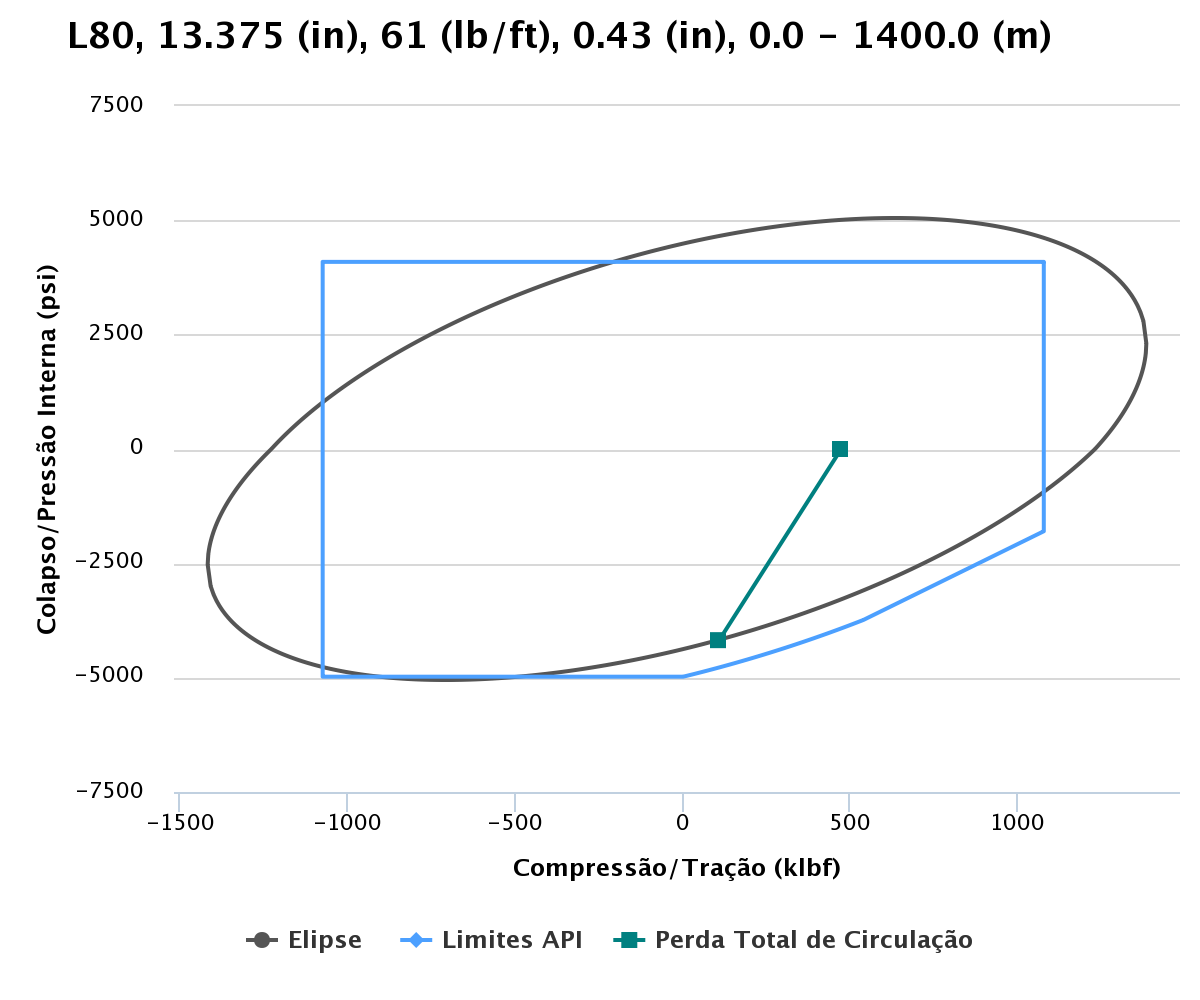 L80, 13.375 (in), 61 (lb/ft), 0.43 (in), 0.0 – 1400.0 (m)
Colapso/Pressão Interna (psi)
7500
5000
2500
0
–2500
–5000
–7500
–1500 –1000 –500 0 500 1000
Compressão/Tração (klbf)
Elipse Limites API Perda Total de Circulação